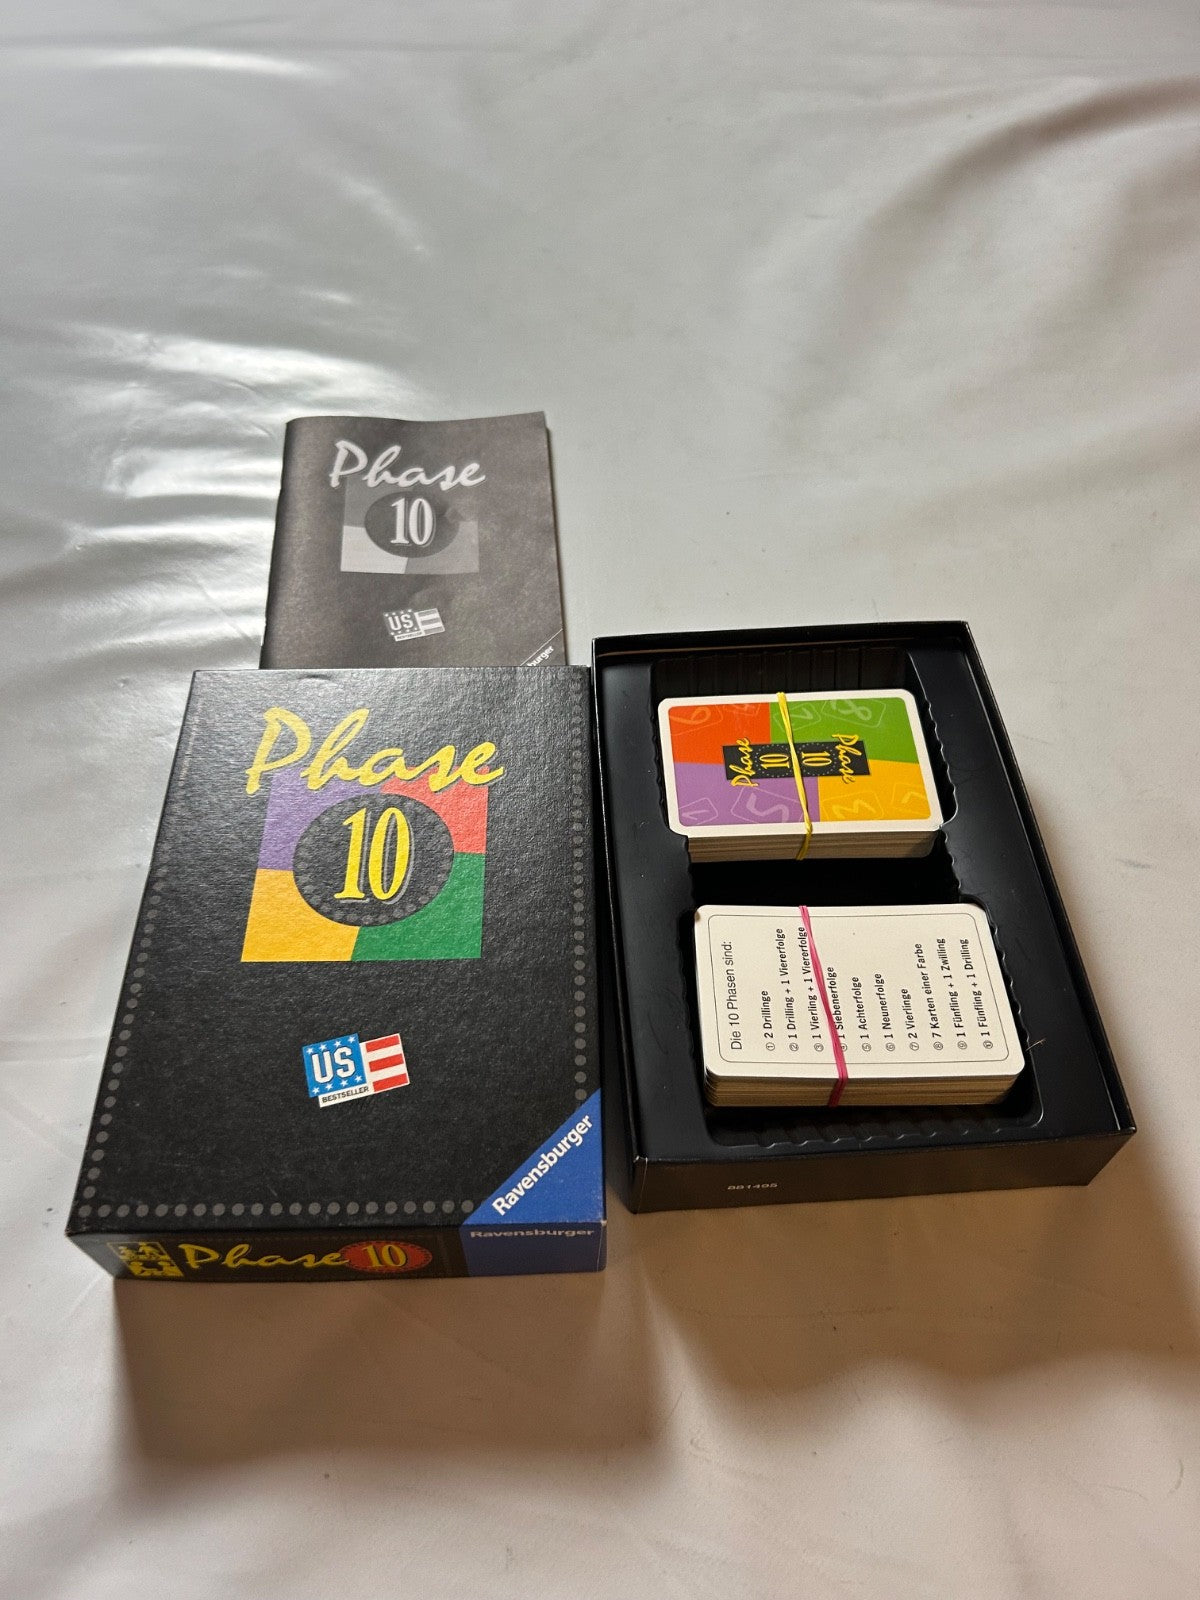 Phase
10
US
BESTSELLER
Phase
10
US
BESTSELLER
Ravensburger
Phase 10
Ravensburger
Phase
10
10
Phase
Die 10 Phasen sind:
① 2 Drillinge
② 1 Drilling + 1 Viererfolge
③ 1 Vierling + 1 Viererfolge
④ 1 Siebenerfolge
⑤ 1 Achterfolge
⑥ 1 Neunerfolge
⑦ 2 Vierlinge
⑧ 7 Karten einer Farbe
⑨ 1 Fünfling + 1 Zwilling
⑩ 1 Fünfling + 1 Drilling
881495